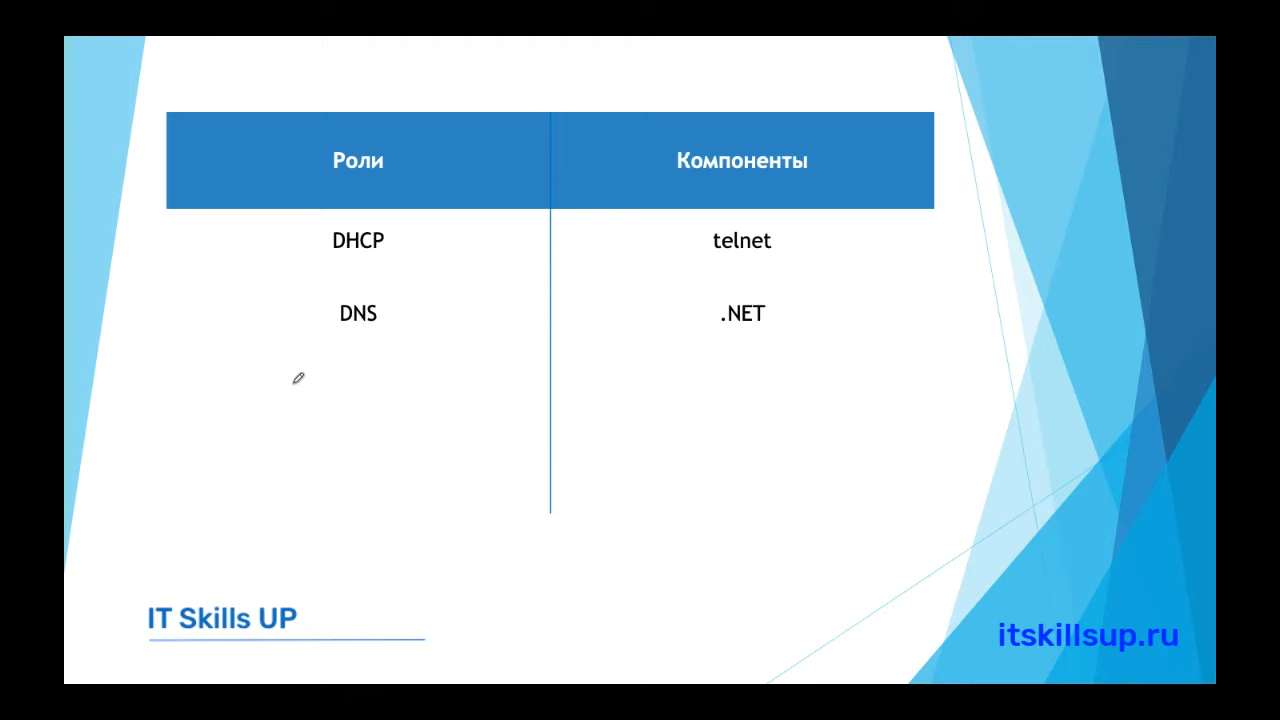 Роли
Компоненты
DHCP
telnet
DNS
.NET
IT Skills UP
itskillsup.ru